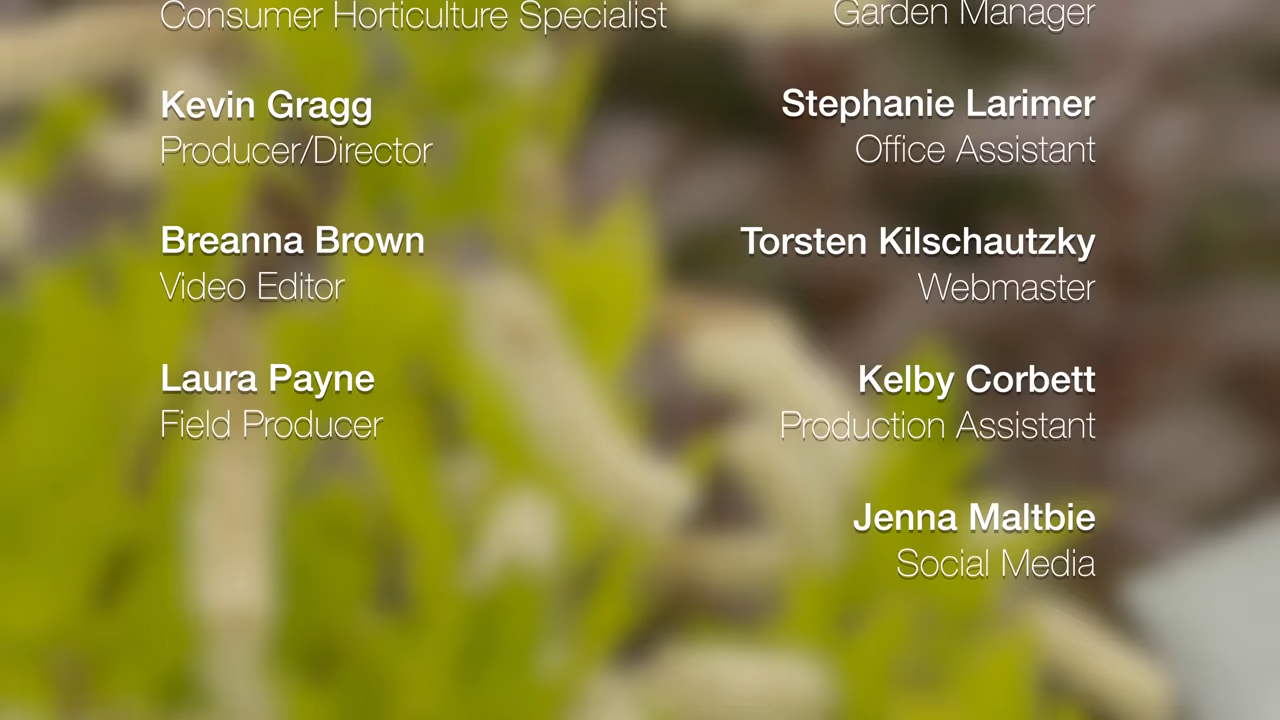 Consumer Horticulture Specialist
Kevin Gragg
Producer/Director
Breanna Brown
Video Editor
Laura Payne
Field Producer
Garden Manager
Stephanie Larimer
Office Assistant
Torsten Kilschautzky
Webmaster
Kelby Corbett
Production Assistant
Jenna Maltbie
Social Media